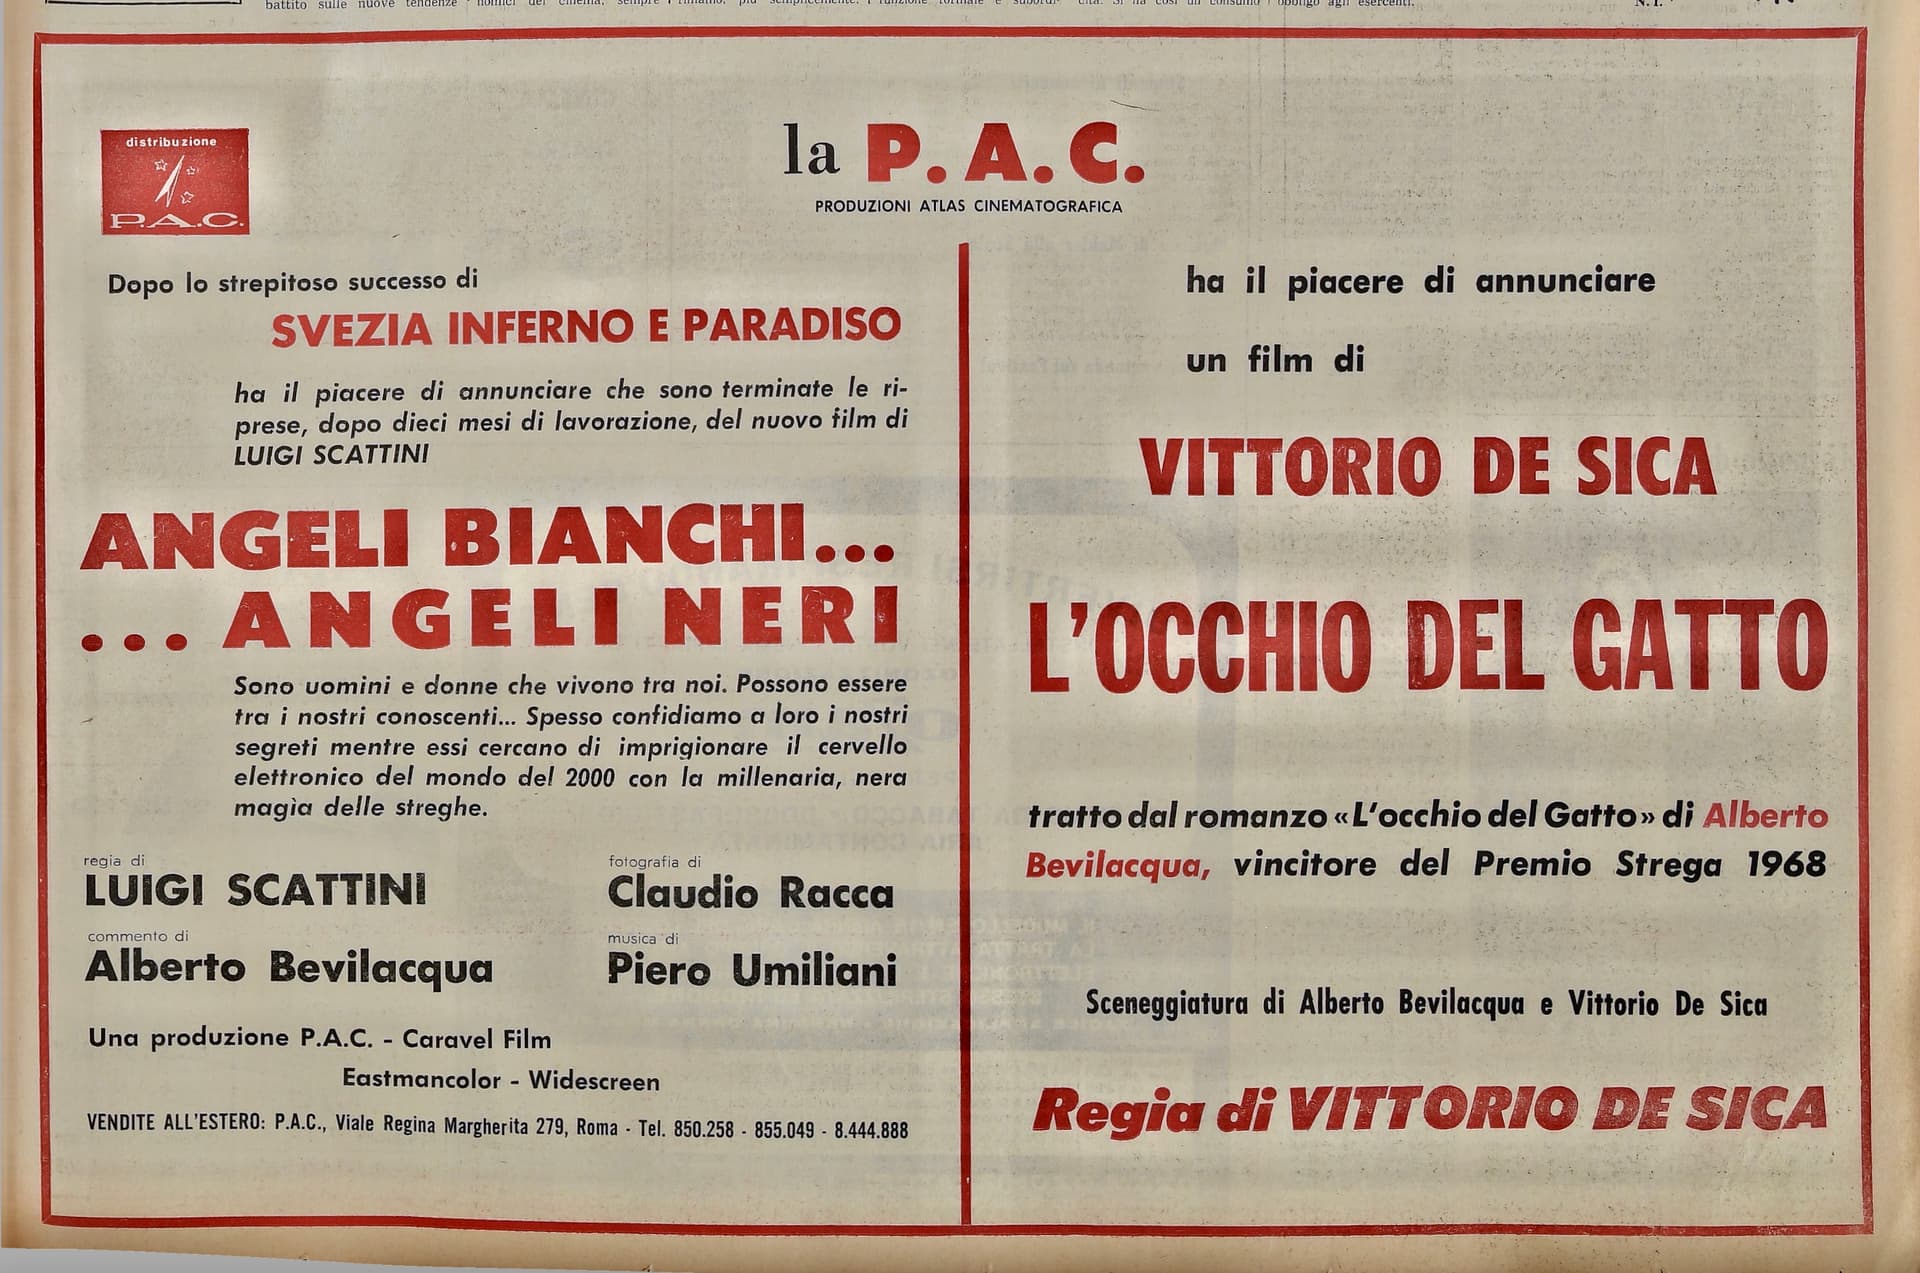 battito sulle nuove tendenze
N. 1.
distribuzione
P.A.C.
la P.A.C.
PRODUZIONI ATLAS CINEMATOGRAFICA
Dopo lo strepitoso successo di
SVEZIA INFERNO E PARADISO
ha il piacere di annunciare che sono terminate le ri-
prese, dopo dieci mesi di lavorazione, del nuovo film di
LUIGI SCATTINI
ANGELI BIANCHI...
... ANGELI NERI
Sono uomini e donne che vivono tra noi. Possono essere
tra i nostri conoscenti... Spesso confidiamo a loro i nostri
segreti mentre essi cercano di imprigionare il cervello
elettronico del mondo del 2000 con la millenaria, nera
magia delle streghe.
regia di
LUIGI SCATTINI
fotografia di
Claudio Racca
commento di
Alberto Bevilacqua
musica di
Piero Umiliani
Una produzione P.A.C. - Caravel Film
Eastmancolor - Widescreen
VENDITE ALL'ESTERO: P.A.C., Viale Regina Margherita 279, Roma - Tel. 850.258 - 855.049 - 8.444.888
ha il piacere di annunciare
un film di
VITTORIO DE SICA
L'OCCHIO DEL GATTO
tratto dal romanzo «L'occhio del Gatto» di Alberto
Bevilacqua, vincitore del Premio Strega 1968
Sceneggiatura di Alberto Bevilacqua e Vittorio De Sica
Regia di VITTORIO DE SICA